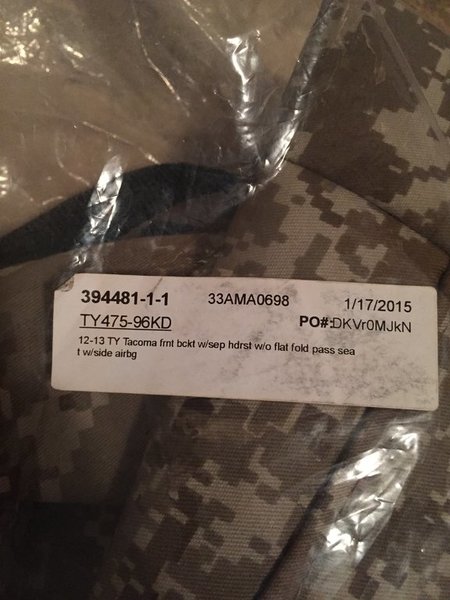 394481-1-1 33AMA0698 1/17/2015
TY475-96KD PO#:DKVr0MJkN
12-13 TY Tacoma frnt bckt w/sep hdrst w/o flat fold pass sea
t w/side airbg